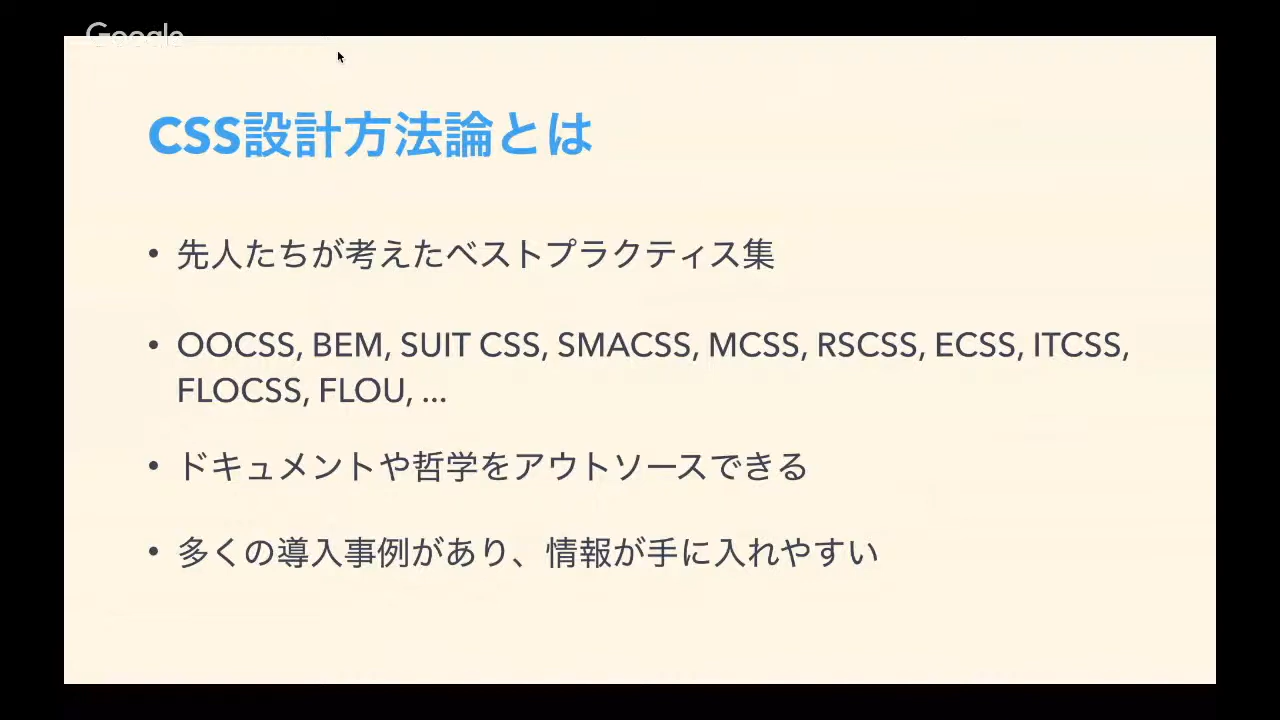 Google
CSS設計方法論とは
• 先人たちが考えたベストプラクティス集
• OOCSS, BEM, SUIT CSS, SMACSS, MCSS, RSCSS, ECSS, ITCSS,
FLOCSS, FLOU, ...
• ドキュメントや哲学をアウトソースできる
• 多くの導入事例があり、情報が手に入れやすい